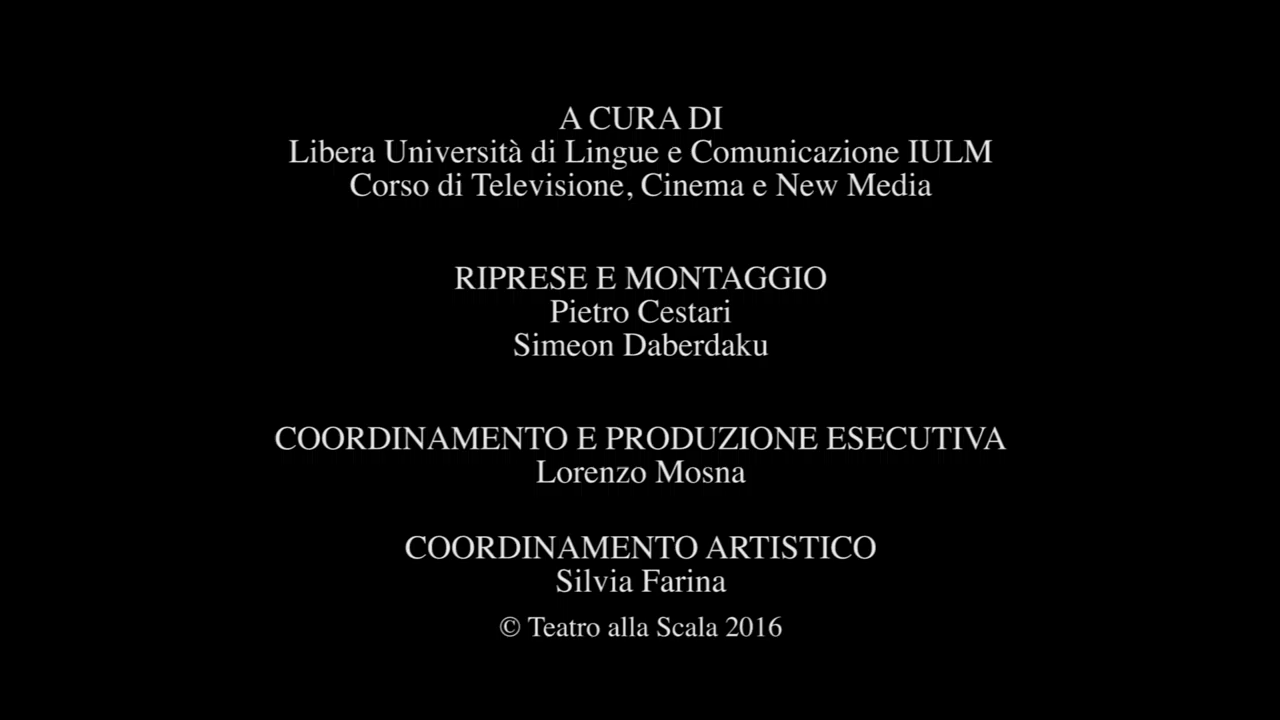 A CURA DI
Libera Università di Lingue e Comunicazione IULM
Corso di Televisione, Cinema e New Media
RIPRESE E MONTAGGIO
Pietro Cestari
Simeon Daberdaku
COORDINAMENTO E PRODUZIONE ESECUTIVA
Lorenzo Mosna
COORDINAMENTO ARTISTICO
Silvia Farina
© Teatro alla Scala 2016